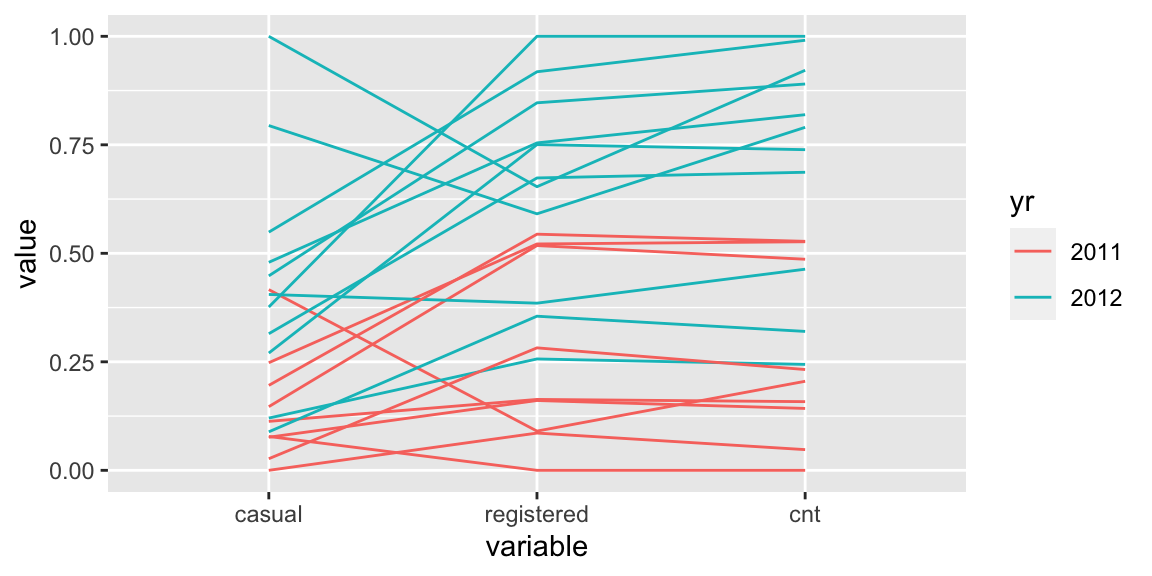 1.00
0.75
0.50
0.25
0.00
value
casual registered cnt
variable
yr
2011
2012